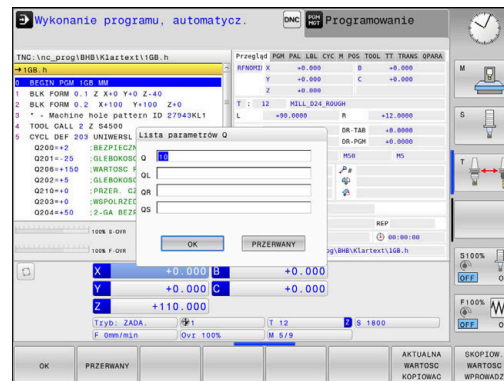 Wykonanie programu, automatycz.
DNC
PGM MGT
Programowanie
TNC:\nc_prog\BHB\Klartext\1GB.h
→1GB.h
0 BEGIN PGM 1GB MM
1 BLK FORM 0.1 Z X+0 Y+0 Z-40
2 BLK FORM 0.2 X+100 Y+100 Z+0
3 * - Machine hole pattern ID 27943KL1
4 TOOL CALL 2 Z S4500
5 CYCL DEF 203 UNIWERSL
Q200=+2 ;BEZPIECZN
Q201=-25 ;GLEBOKOSC
Q206=+150 ;WARTOSC P
Q202=+5 ;GLEBOKOSC
Q210=+0 ;PRZER. CZ
Q203=+0 ;WSPOLRZED
Q204=+50 ;2-GA BEZP
100% S-OVR
100% F-OVR
Przegląd PGM PAL LBL CYC M POS TOOL TT TRANS QPARA
RFNOMI X +0.000 B +0.000
Y +0.000 C +0.000
Z +0.000
T : 12 MILL_D24_ROUGH
L +90.0000 R +12.0000
DR-TAB +0.0000
DR-PGM +0.0000
M50 M5
REP
00:00:00
og\BHB\Klartext\1GB.h
Lista parametrów Q
Q 10
QL
QR
QS
OK
PRZERWANY
X +0.000 B +0.000
Y +0.000 C +0.000
Z +110.000
Tryb: ZADA. 1 T 12 Z S 1800
F 0mm/min Ovr 100% M 5/9
M
S
T
S100%
OFF
F100%
OFF
OK
PRZERWANY
AKTUALNA WARTOSC KOPIOWAC
SKOPIOW. WARTOSC WPROWADZ